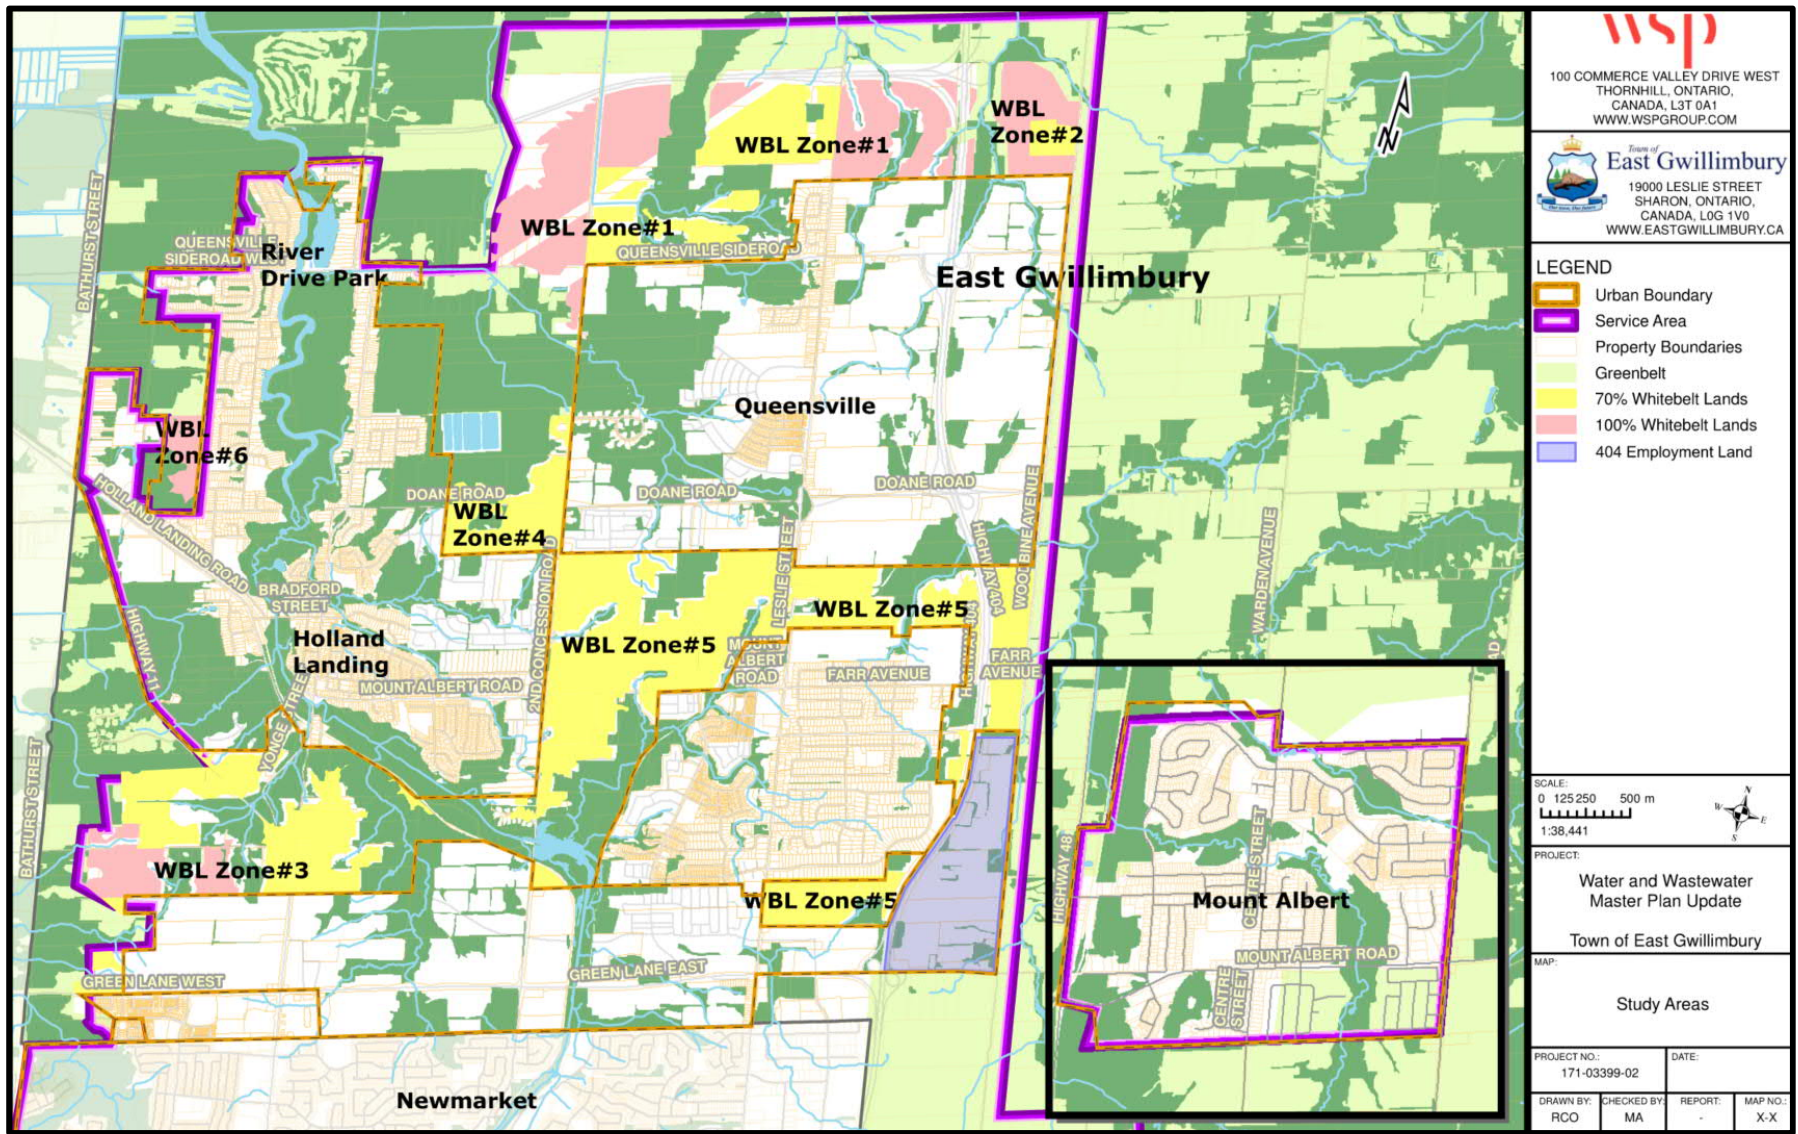 WBL
Zone#1
WBL
Zone#2
WBL Zone#1
QUEENSVILLE SIDEROAD
BATHURST STREET
QUEENSVILLE
SIDEROAD WEST
River
Drive Park
East Gwillimbury
Queensville
WBL
Zone#6
HOLLAND LANDING ROAD
DOANE ROAD
WBL
Zone#4
DOANE ROAD
DOANE ROAD
2ND CONCESSION ROAD
LESLIE STREET
HIGHWAY 404
WOODBINE AVENUE
WARDEN AVENUE
BRADFORD
STREET
HIGHWAY 11
Holland
Landing
WBL Zone#5
WBL Zone#5
MOUNT
ALBERT
ROAD
FARR AVENUE
HIGHWAY 404
FARR
AVENUE
MOUNT ALBERT ROAD
YONGE STREET
BATHURST STREET
WBL Zone#3
WBL Zone#5
GREEN LANE WEST
GREEN LANE EAST
Newmarket
HIGHWAY 48
CENTRE STREET
Mount Albert
MOUNT ALBERT ROAD
CENTRE
STREET
AD
N
wsp
100 COMMERCE VALLEY DRIVE WEST
THORNHILL, ONTARIO,
CANADA, L3T 0A1
WWW.WSPGROUP.COM
Town of
East Gwillimbury
19000 LESLIE STREET
SHARON, ONTARIO,
CANADA, L0G 1V0
WWW.EASTGWILLIMBURY.CA
LEGEND
Urban Boundary
Service Area
Property Boundaries
Greenbelt
70% Whitebelt Lands
100% Whitebelt Lands
404 Employment Land
SCALE:
0 125 250 500 m
1:38,441
N
W E
S
PROJECT:
Water and Wastewater
Master Plan Update
Town of East Gwillimbury
MAP:
Study Areas
PROJECT NO.: DATE:
171-03399-02
DRAWN BY: CHECKED BY: REPORT: MAP NO.:
RCO MA - X-X